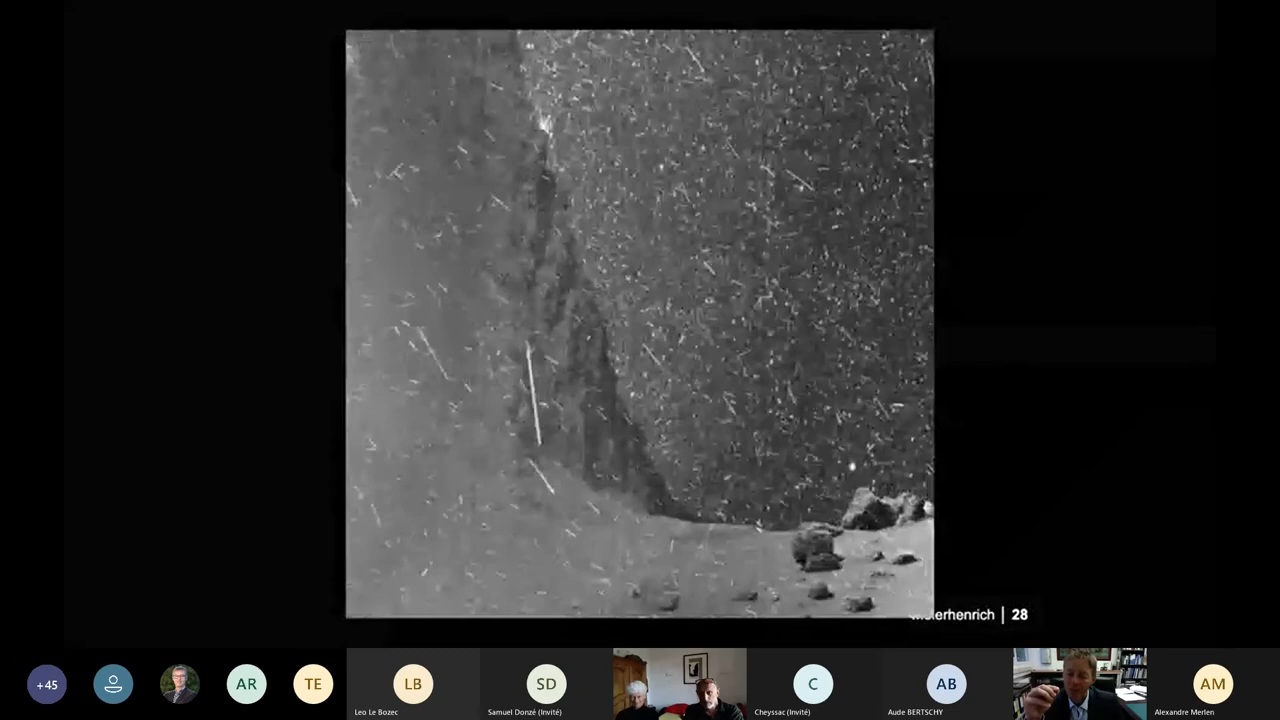 28
+45
AR
TE
LB
SD
C
AB
AM
Leo Le Bozec
Samuel Donzé (Invité)
Cheyssac (Invité)
Aude BERTSCHY
Alexandre Merlen